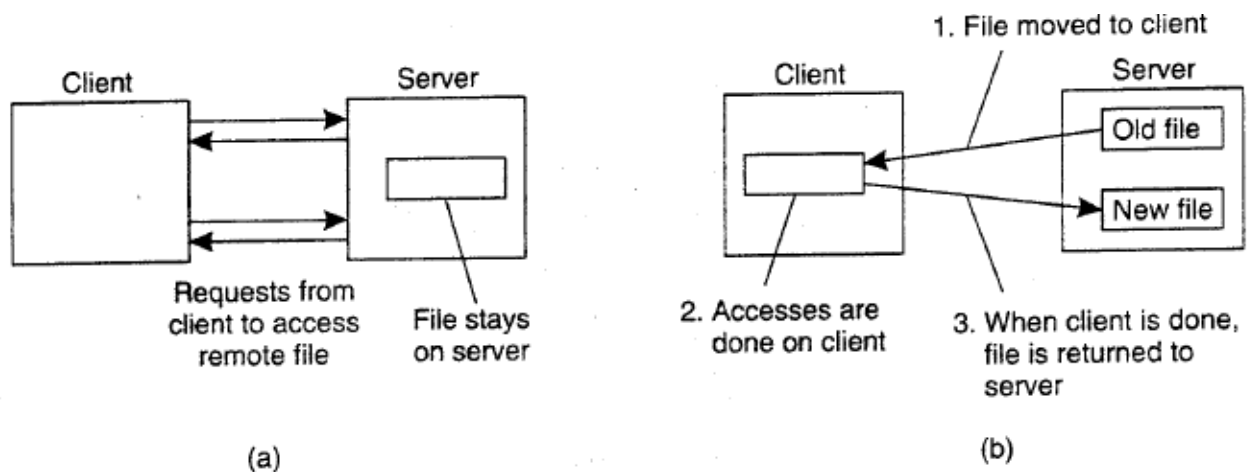 Client
Server
Requests from
client to access
remote file
File stays
on server
(a)
1. File moved to client
Client
Server
Old file
New file
2. Accesses are
done on client
3. When client is done,
file is returned to
server
(b)